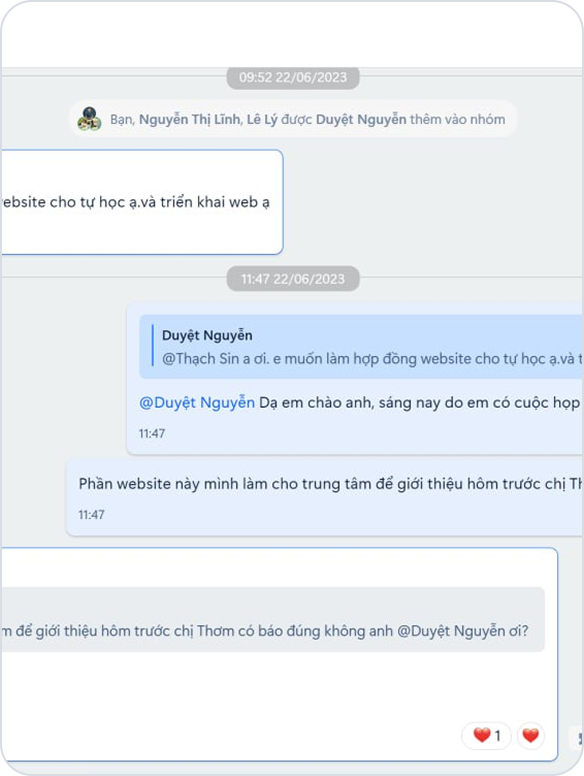 09:52 22/06/2023
Bạn, Nguyễn Thị Lĩnh, Lê Lý được Duyệt Nguyễn thêm vào nhóm
ebsite cho tự học ạ.và triển khai web ạ
11:47 22/06/2023
Duyệt Nguyễn
@Thạch Sin a ơi. e muốn làm hợp đồng website cho tự học ạ.và t
@Duyệt Nguyễn Dạ em chào anh, sáng nay do em có cuộc họp
11:47
Phần website này mình làm cho trung tâm để giới thiệu hôm trước chị Th
11:47
m để giới thiệu hôm trước chị Thơm có báo đúng không anh @Duyệt Nguyễn ơi?
1